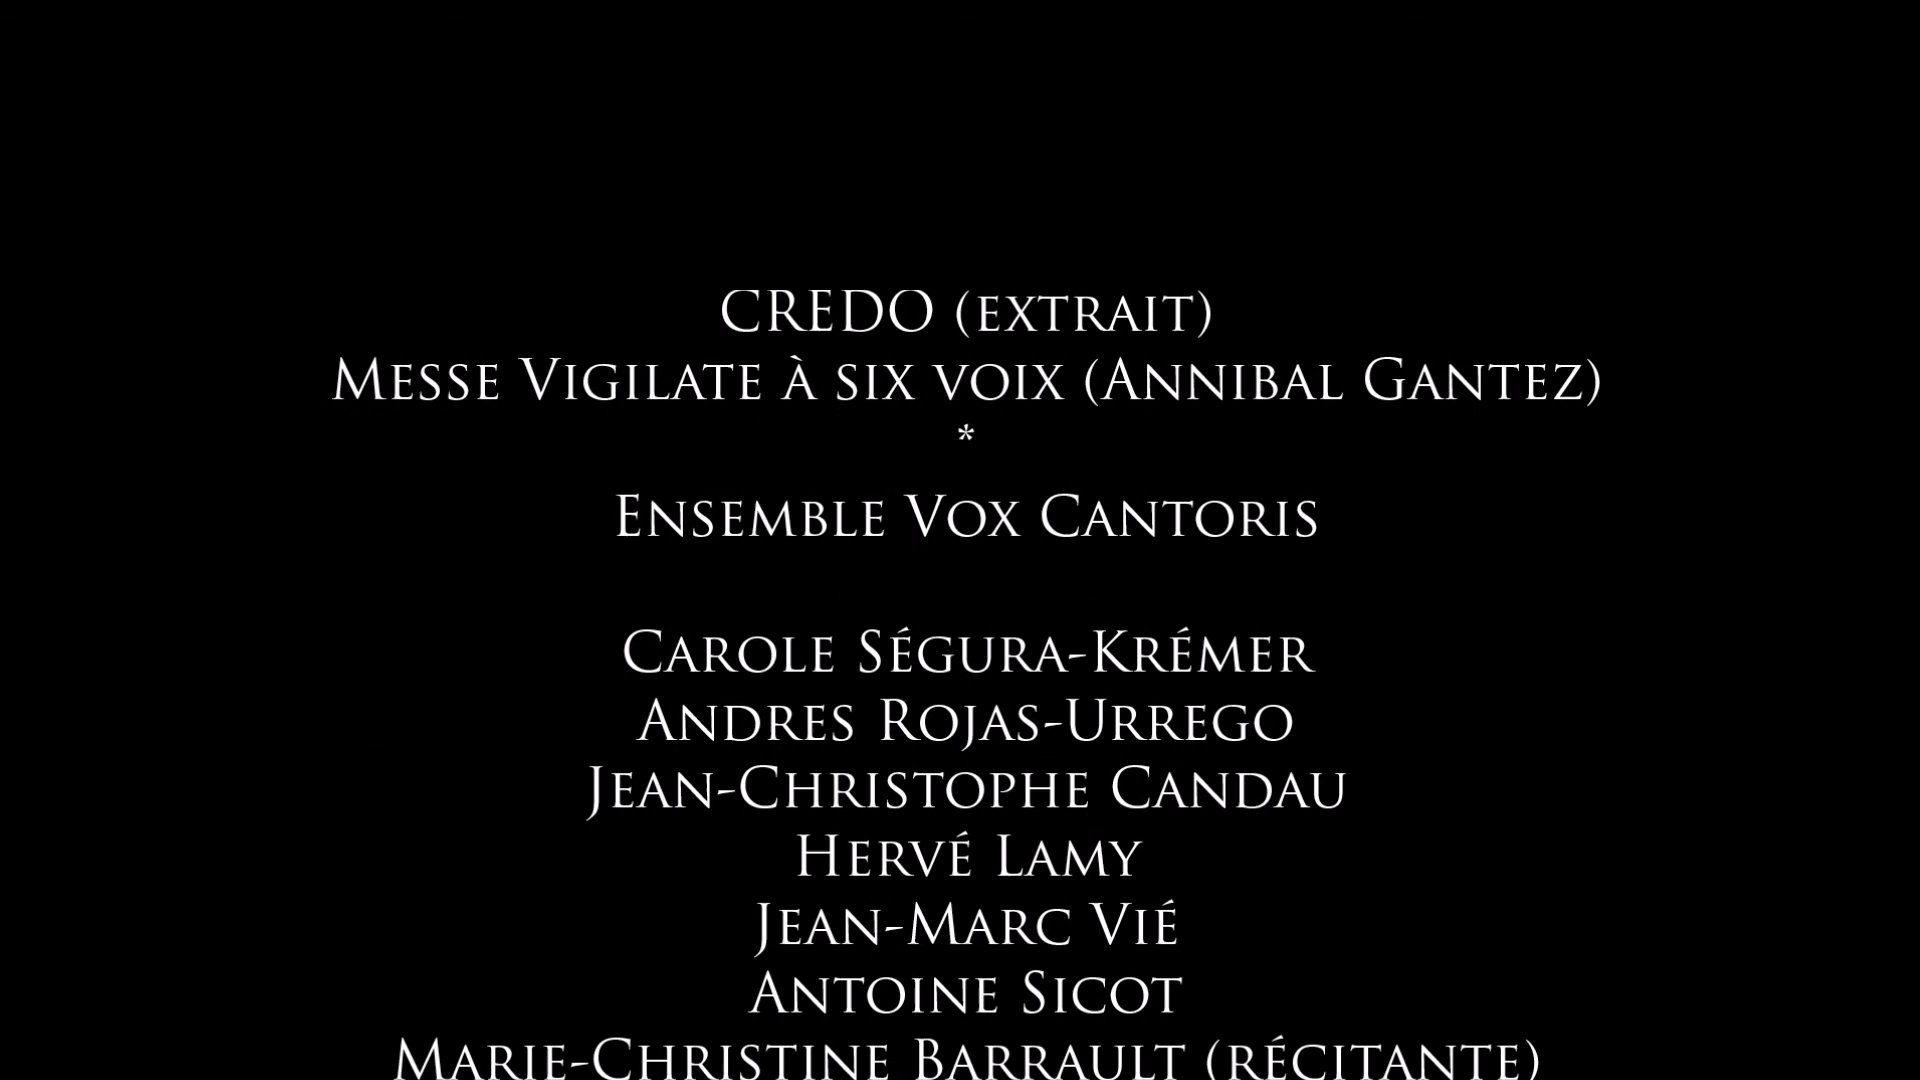 CREDO (EXTRAIT)
MESSE VIGILATE À SIX VOIX (ANNIBAL GANTEZ)
*
ENSEMBLE VOX CANTORIS
CAROLE SÉGURA-KRÉMER
ANDRES ROJAS-URREGO
JEAN-CHRISTOPHE CANDAU
HERVÉ LAMY
JEAN-MARC VIÉ
ANTOINE SICOT
MARIE-CHRISTINE BARRAULT (RÉCITANTE)